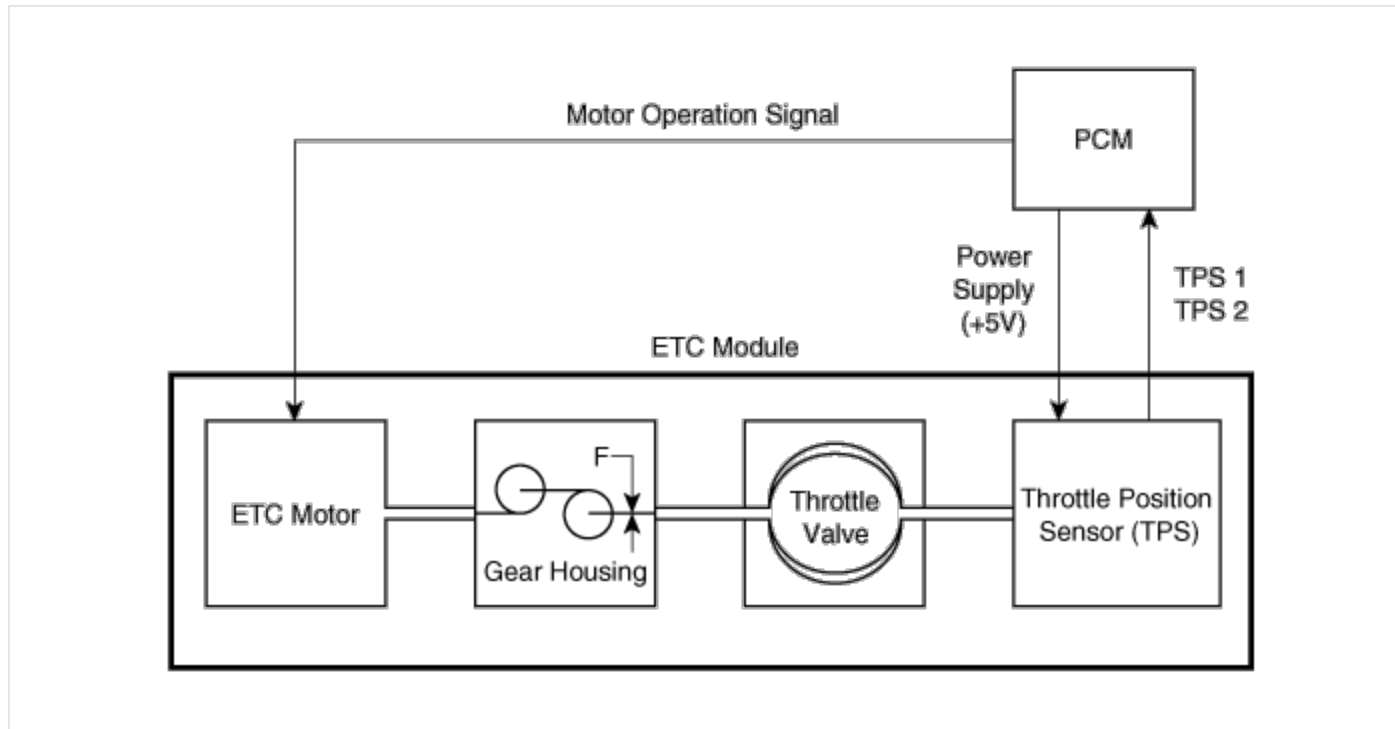 Motor Operation Signal
PCM
Power
Supply
(+5V)
TPS 1
TPS 2
ETC Module
ETC Motor
F
Gear Housing
Throttle
Valve
Throttle Position
Sensor (TPS)